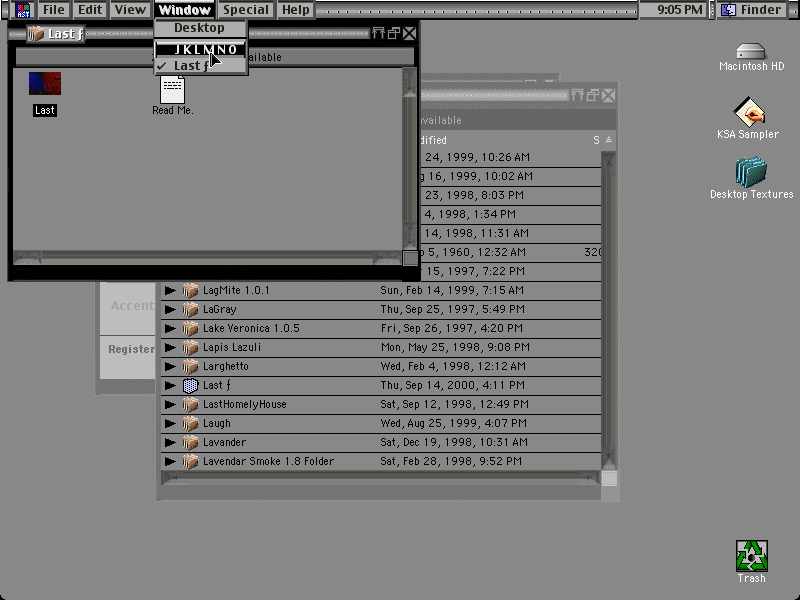 File Edit View Window Special Help 9:05 PM Finder
Desktop
J K L M N O
✓ Last ƒ
Last ƒ
ailable
Last
Read Me.
Macintosh HD
KSA Sampler
Desktop Textures
Trash
available
dified S
24, 1999, 10:26 AM
16, 1999, 10:02 AM
23, 1998, 8:03 PM
4, 1998, 1:34 PM
14, 1998, 11:31 AM
5, 1960, 12:32 AM 320
15, 1997, 7:22 PM
LagMite 1.0.1 Sun, Feb 14, 1999, 7:15 AM
LaGray Thu, Sep 25, 1997, 5:49 PM
Lake Veronica 1.0.5 Fri, Sep 26, 1997, 4:20 PM
Lapis Lazuli Mon, May 25, 1998, 9:08 PM
Larghetto Wed, Feb 4, 1998, 12:12 AM
Last ƒ Thu, Sep 14, 2000, 4:11 PM
LastHomelyHouse Sat, Sep 12, 1998, 12:49 PM
Laugh Wed, Aug 25, 1999, 4:07 PM
Lavander Sat, Dec 19, 1998, 10:31 AM
Lavendar Smoke 1.8 Folder Sat, Feb 28, 1998, 9:52 PM
Accent
Register